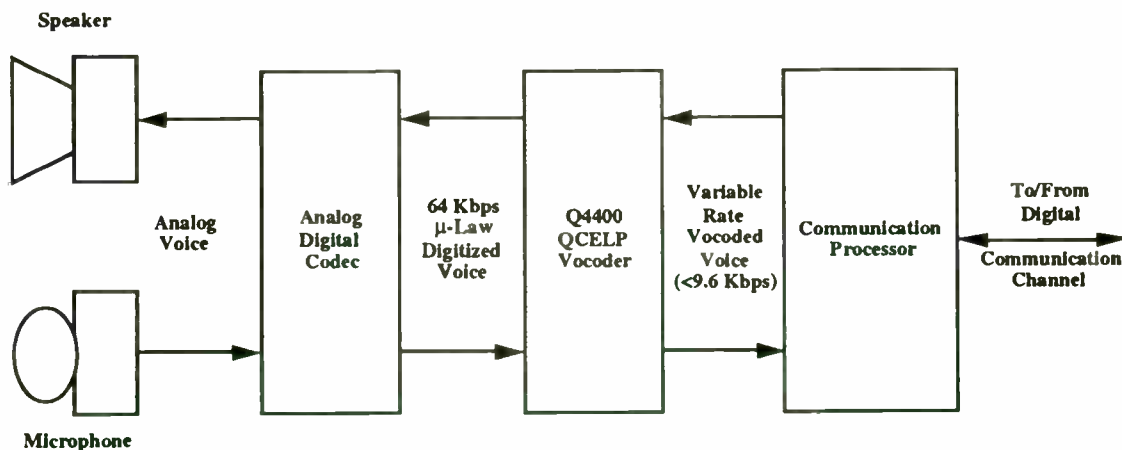 Speaker
Analog
Voice
Analog
Digital
Codec
64 Kbps
μ-Law
Digitized
Voice
Q4400
QCELP
Vocoder
Variable
Rate
Vocoded
Voice
(<9.6 Kbps)
Communication
Processor
To/From
Digital
Communication
Channel
Microphone